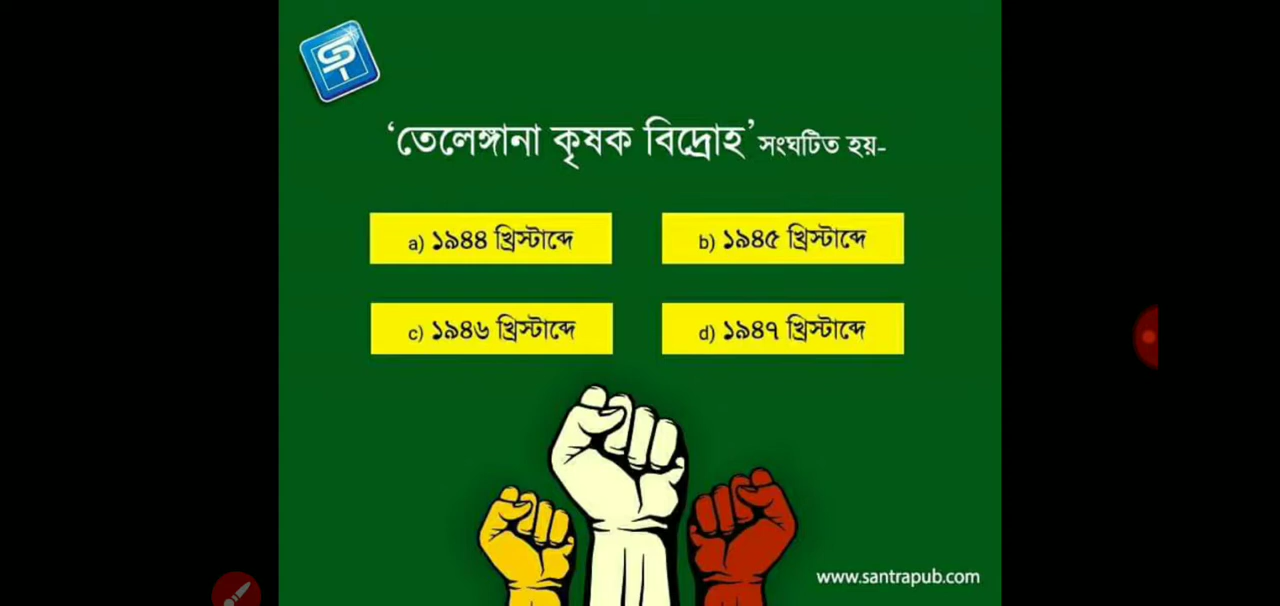 'তেলেঙ্গানা কৃষক বিদ্রোহ' সংঘটিত হয়-
a) ১৯৪৪ খ্রিস্টাব্দে
b) ১৯৪৫ খ্রিস্টাব্দে
c) ১৯৪৬ খ্রিস্টাব্দে
d) ১৯৪৭ খ্রিস্টাব্দে
www.santrapub.com